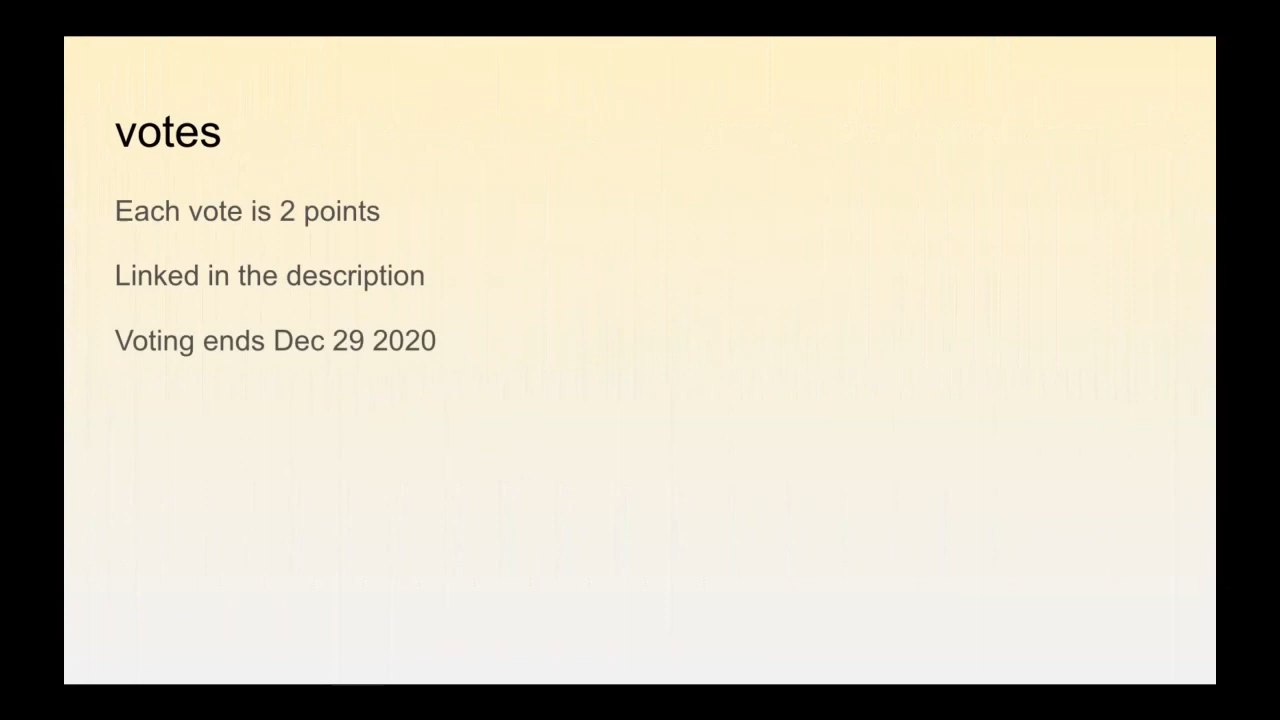 votes
Each vote is 2 points
Linked in the description
Voting ends Dec 29 2020